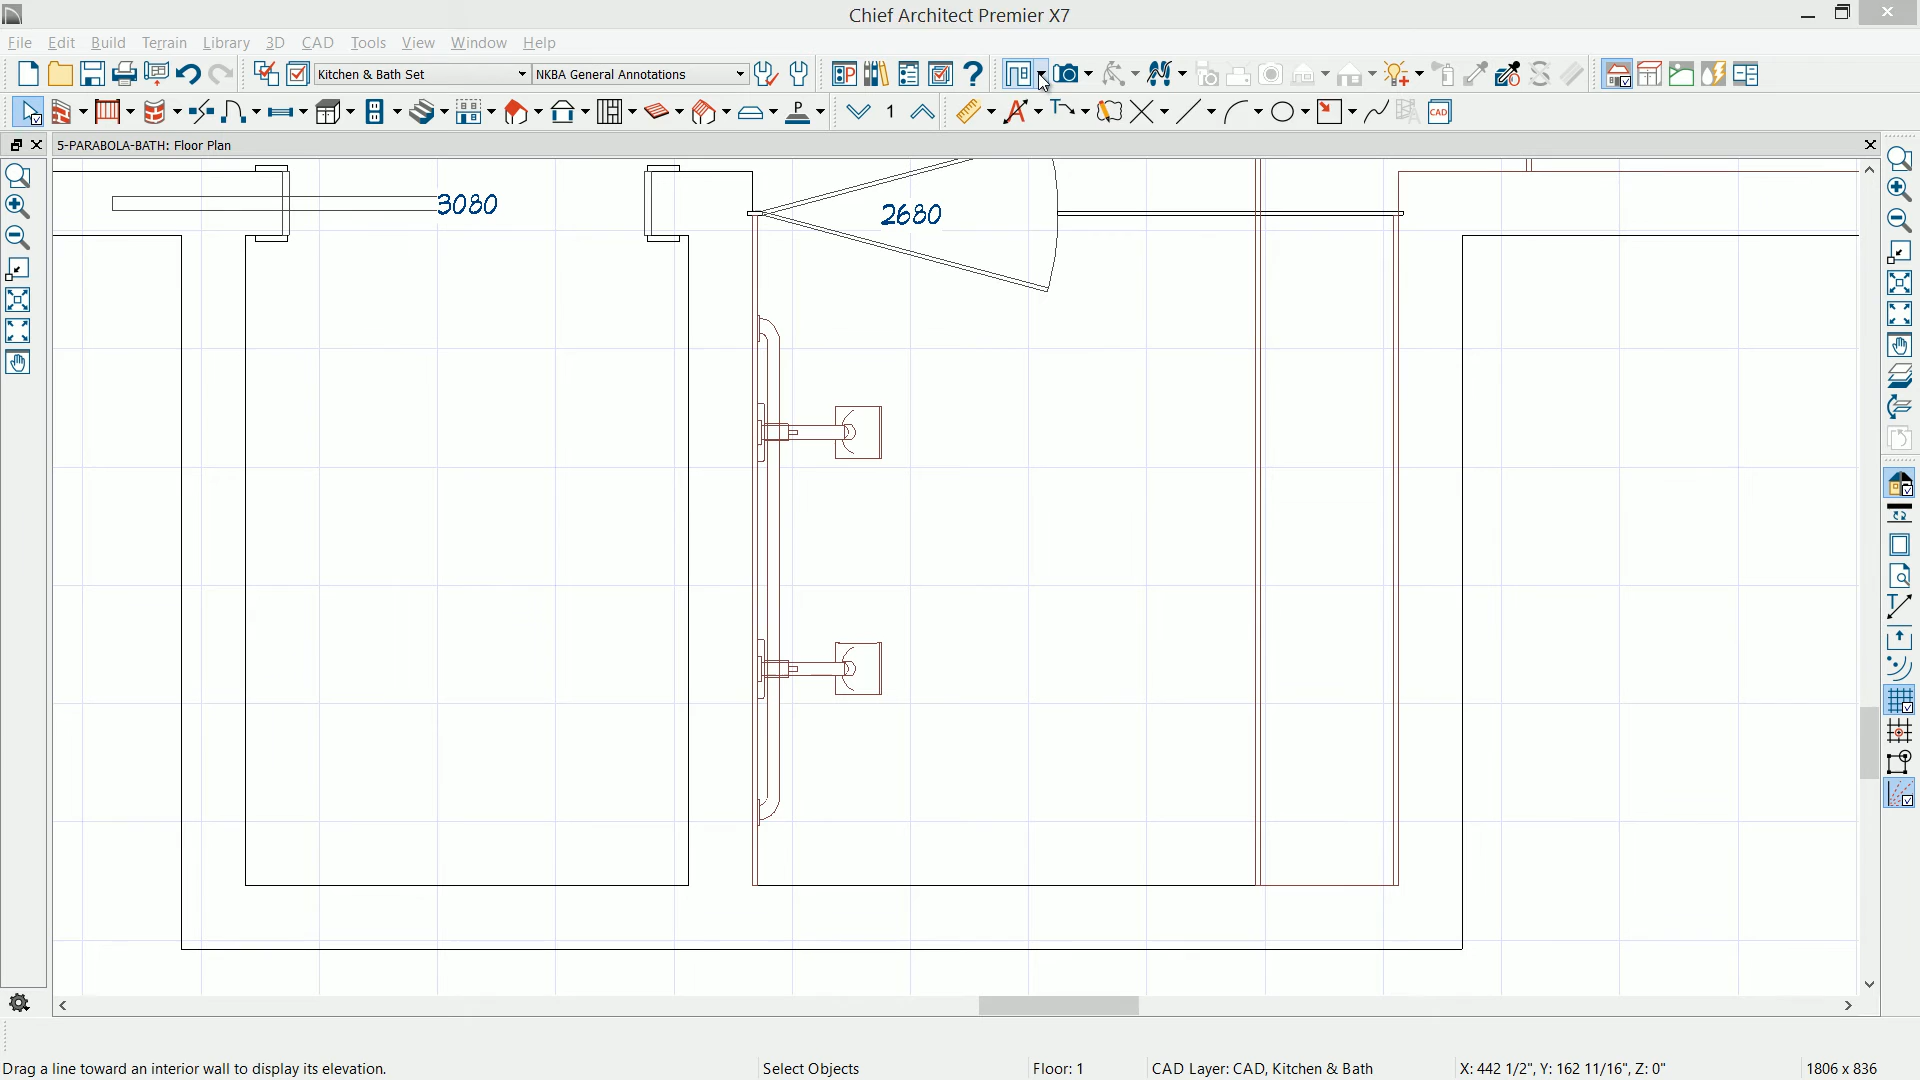 Chief Architect Premier X7
File Edit Build Terrain Library 3D CAD Tools View Window Help
Kitchen & Bath Set NKBA General Annotations
1
5-PARABOLA-BATH: Floor Plan
3080
2680
Drag a line toward an interior wall to display its elevation. Select Objects Floor: 1 CAD Layer: CAD, Kitchen & Bath X: 442 1/2", Y: 162 11/16", Z: 0" 1806 x 836